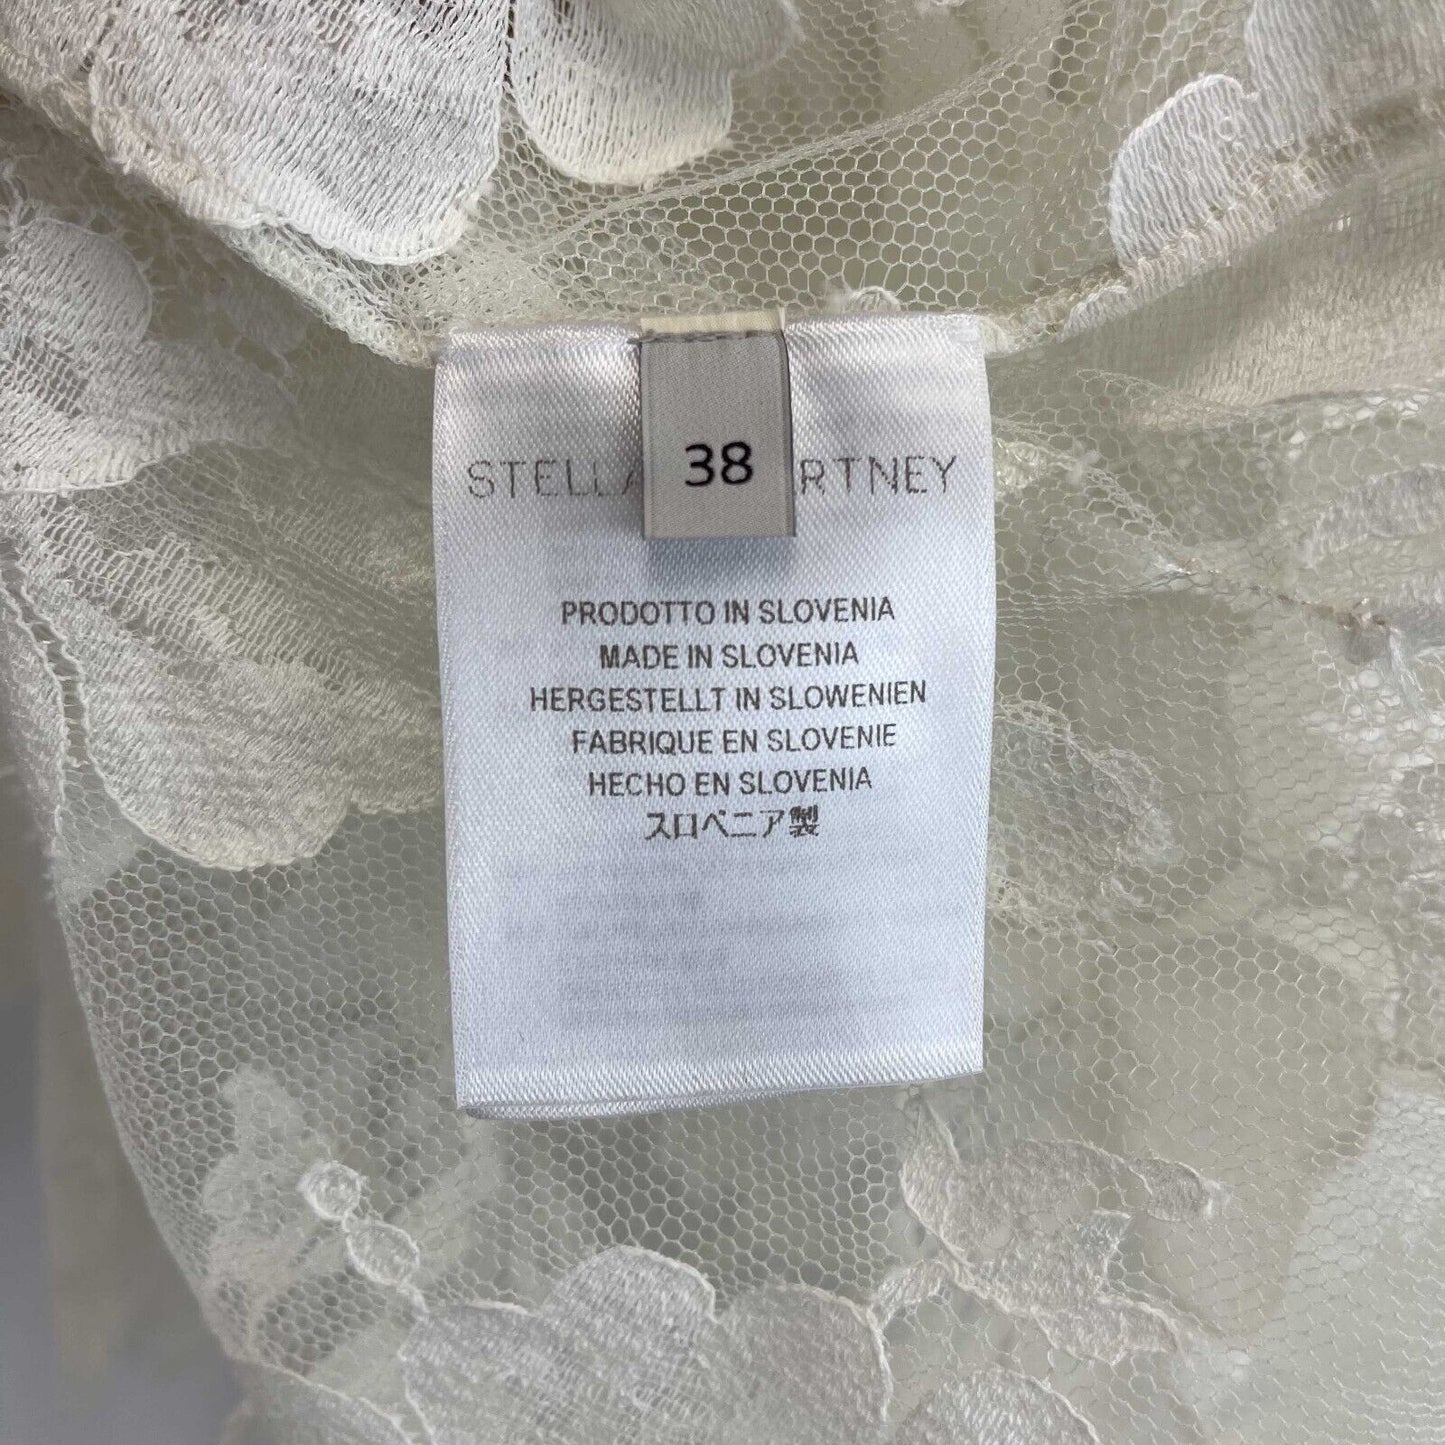 STELLA RTNEY
38
PRODOTTO IN SLOVENIA
MADE IN SLOVENIA
HERGESTELLT IN SLOWENIEN
FABRIQUE EN SLOVENIE
HECHO EN SLOVENIA
スロベニア製